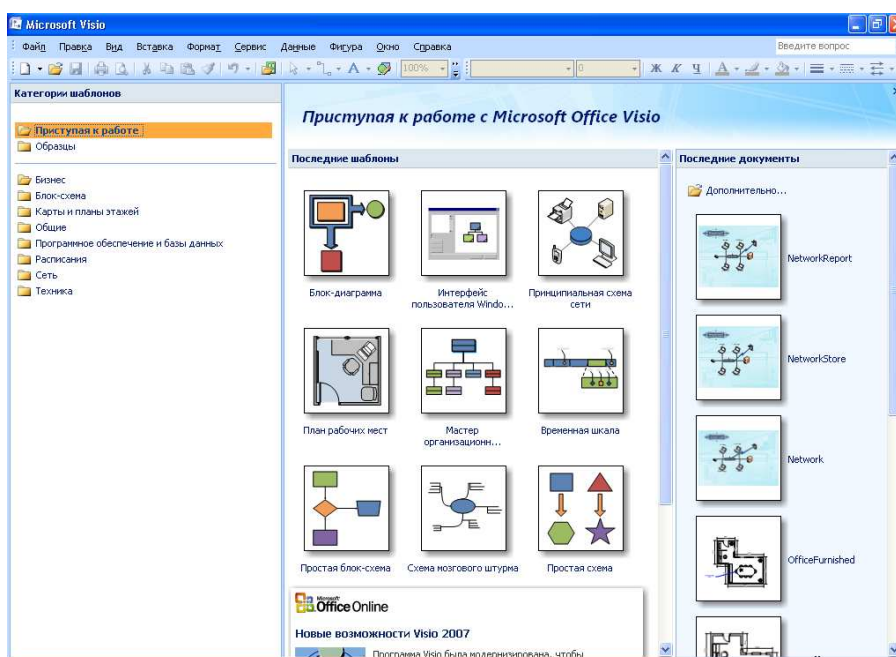 Microsoft Visio
Файл Правка Вид Вставка Формат Сервис Данные Фигура Окно Справка
Введите вопрос
100%
0
Ж К Ч А
Категории шаблонов
Приступая к работе
Образцы
Бизнес
Блок-схема
Карты и планы этажей
Общие
Программное обеспечение и базы данных
Расписания
Сеть
Техника
Приступая к работе с Microsoft Office Visio
Последние шаблоны
Блок-диаграмма
Интерфейс
пользователя Windo...
Принципиальная схема
сети
План рабочих мест
Мастер
организационн...
Временная шкала
Простая блок-схема
Схема мозгового штурма
Простая схема
Microsoft
Office Online
Новые возможности Visio 2007
Программа Visio была модернизирована, чтобы
Последние документы
Дополнительно...
NetworkReport
NetworkStore
Network
OfficeFurnished